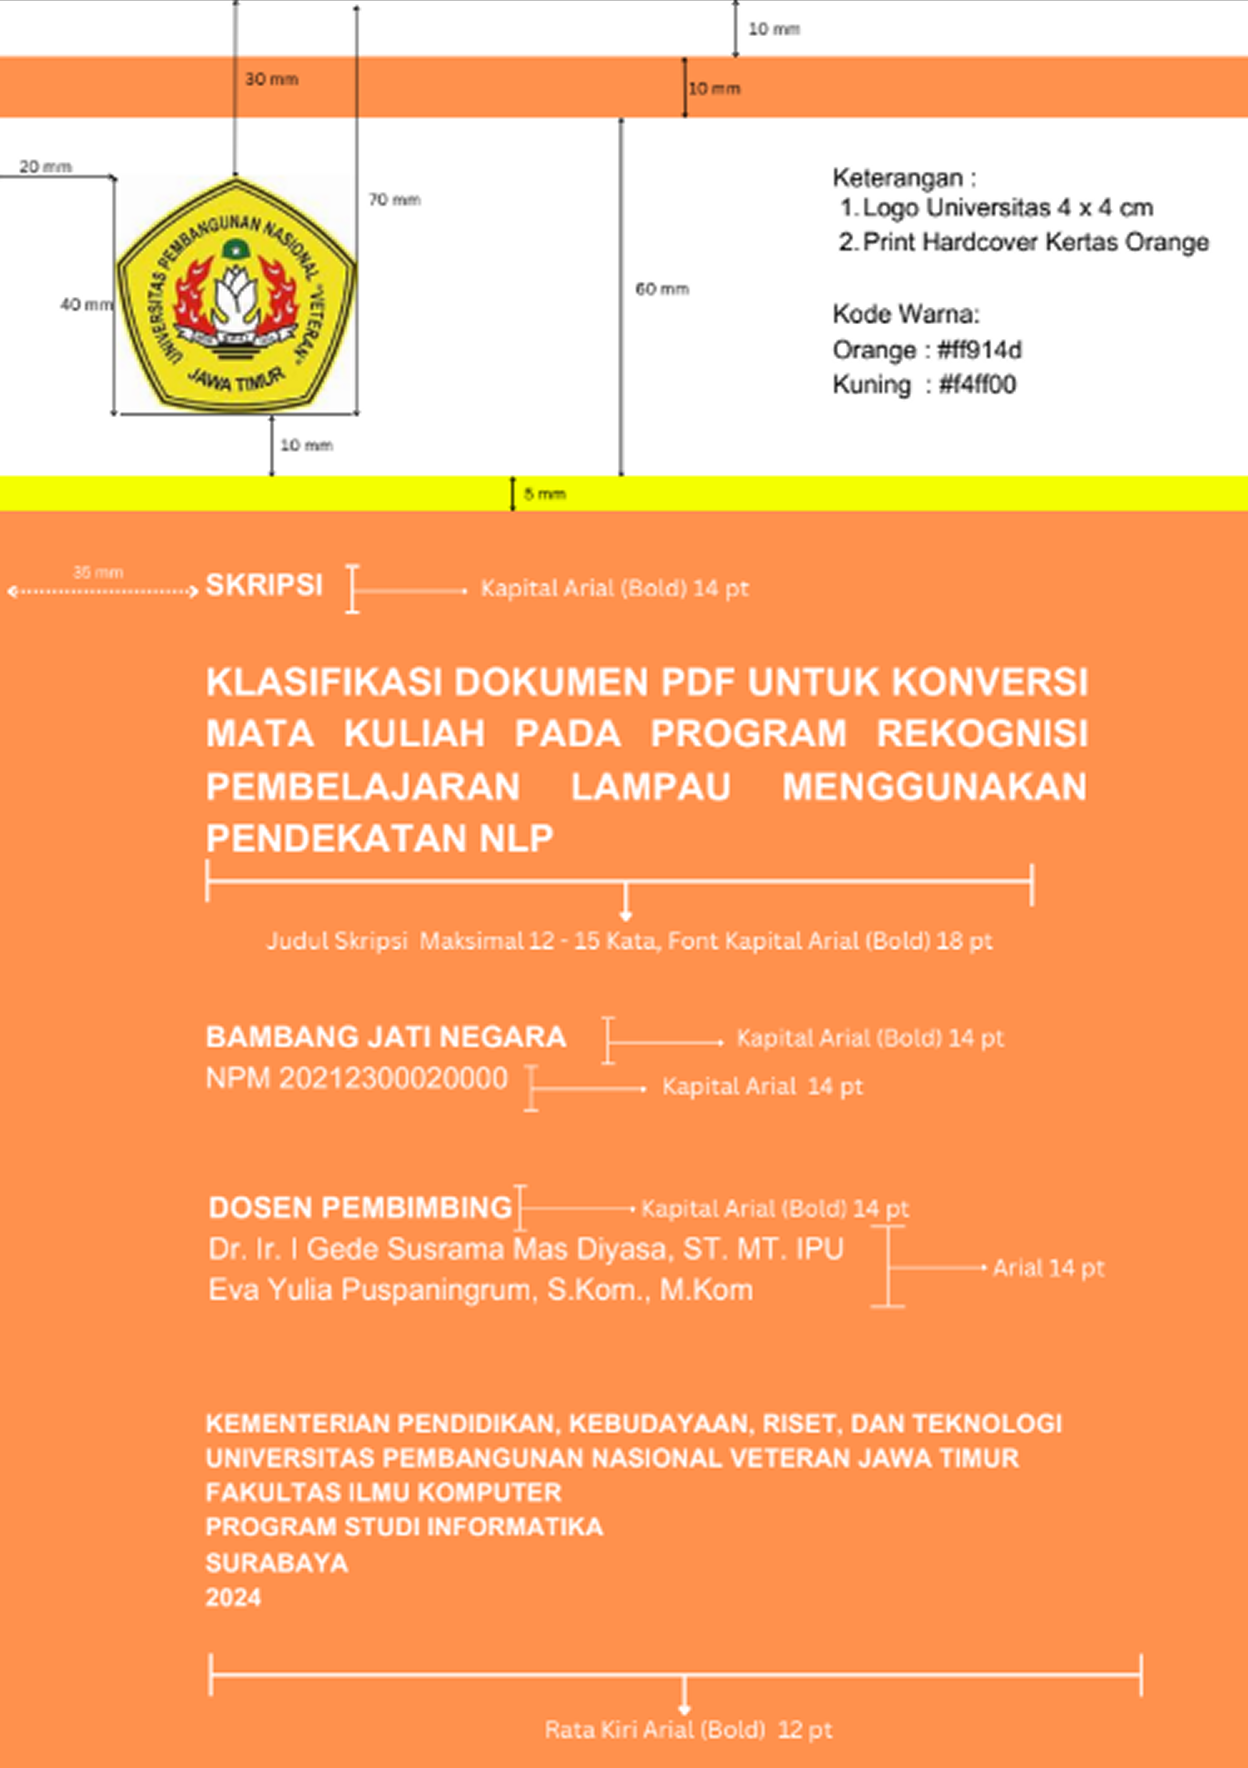 10 mm
30 mm
10 mm
20 mm
70 mm
Keterangan :
1. Logo Universitas 4 x 4 cm
2. Print Hardcover Kertas Orange
UNIVERSITAS PEMBANGUNAN NASIONAL "VETERAN"
JAWA TIMUR
40 mm
60 mm
Kode Warna:
Orange : #ff914d
Kuning : #f4ff00
10 mm
5 mm
35 mm
SKRIPSI
Kapital Arial (Bold) 14 pt
KLASIFIKASI DOKUMEN PDF UNTUK KONVERSI
MATA KULIAH PADA PROGRAM REKOGNISI
PEMBELAJARAN LAMPAU MENGGUNAKAN
PENDEKATAN NLP
Judul Skripsi Maksimal 12 - 15 Kata, Font Kapital Arial (Bold) 18 pt
BAMBANG JATI NEGARA
Kapital Arial (Bold) 14 pt
NPM 20212300020000
Kapital Arial 14 pt
DOSEN PEMBIMBING
Kapital Arial (Bold) 14 pt
Dr. Ir. I Gede Susrama Mas Diyasa, ST. MT. IPU
Eva Yulia Puspaningrum, S.Kom., M.Kom
Arial 14 pt
KEMENTERIAN PENDIDIKAN, KEBUDAYAAN, RISET, DAN TEKNOLOGI
UNIVERSITAS PEMBANGUNAN NASIONAL VETERAN JAWA TIMUR
FAKULTAS ILMU KOMPUTER
PROGRAM STUDI INFORMATIKA
SURABAYA
2024
Rata Kiri Arial (Bold) 12 pt